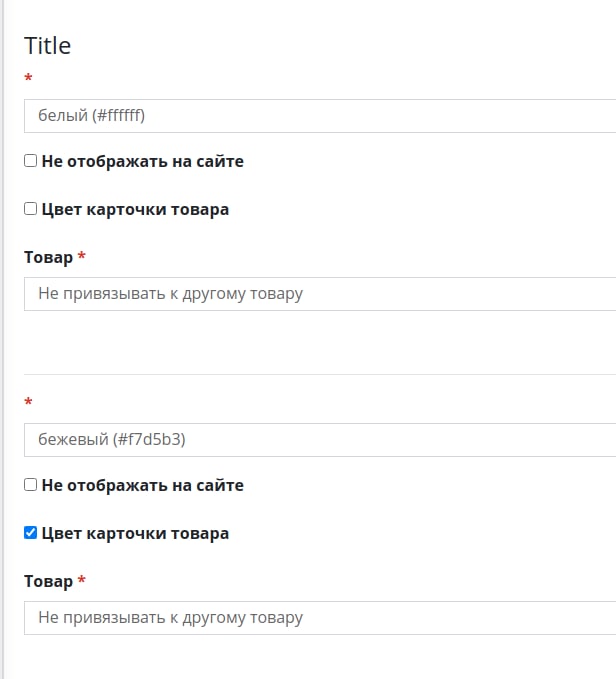 Title
*
белый (#ffffff)
Не отображать на сайте
Цвет карточки товара
Товар *
Не привязывать к другому товару
*
бежевый (#f7d5b3)
Не отображать на сайте
Цвет карточки товара
Товар *
Не привязывать к другому товару